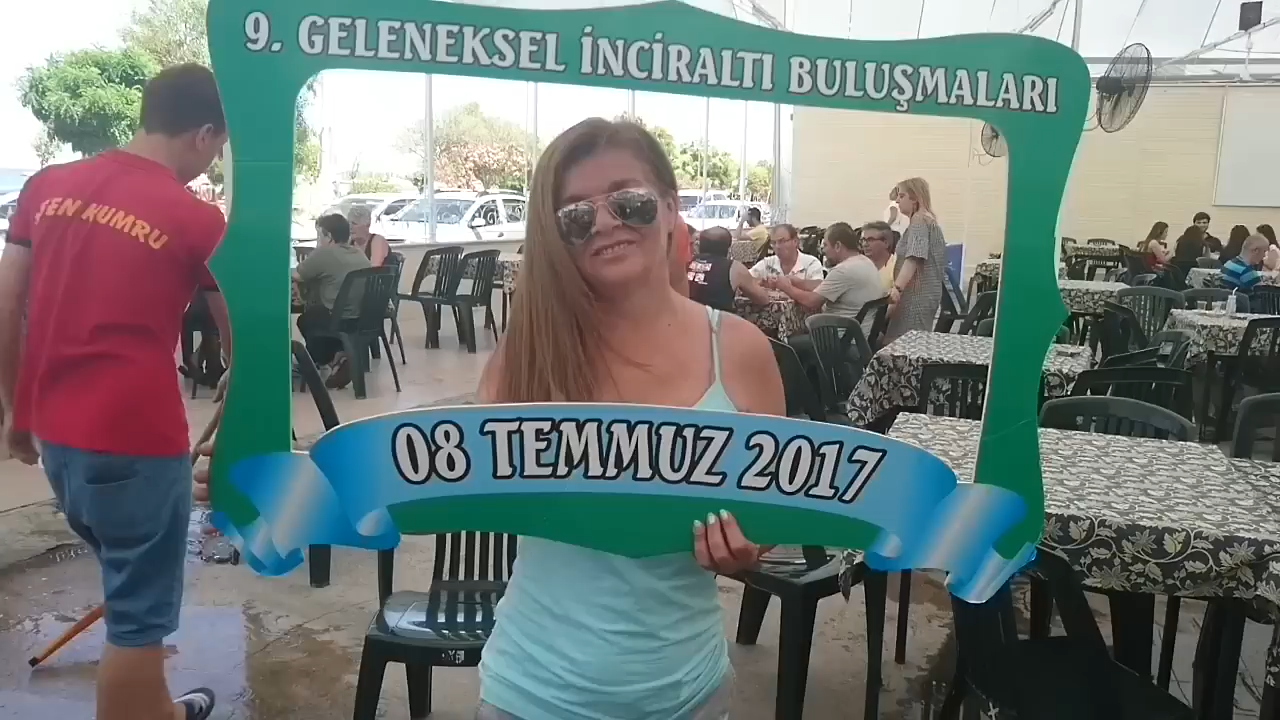 9. GELENEKSEL İNCİRALTI BULUŞMALARI
ŞEN KUMRU
08 TEMMUZ 2017